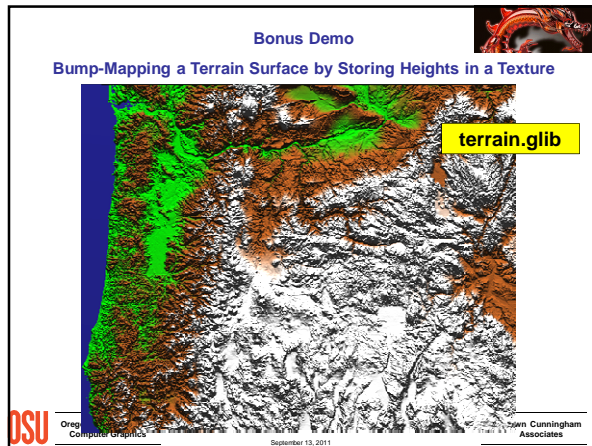 Bonus Demo
Bump-Mapping a Terrain Surface by Storing Heights in a Texture
terrain.glib
OSU
Computer Graphics
September 13, 2011
Cunningham
Associates